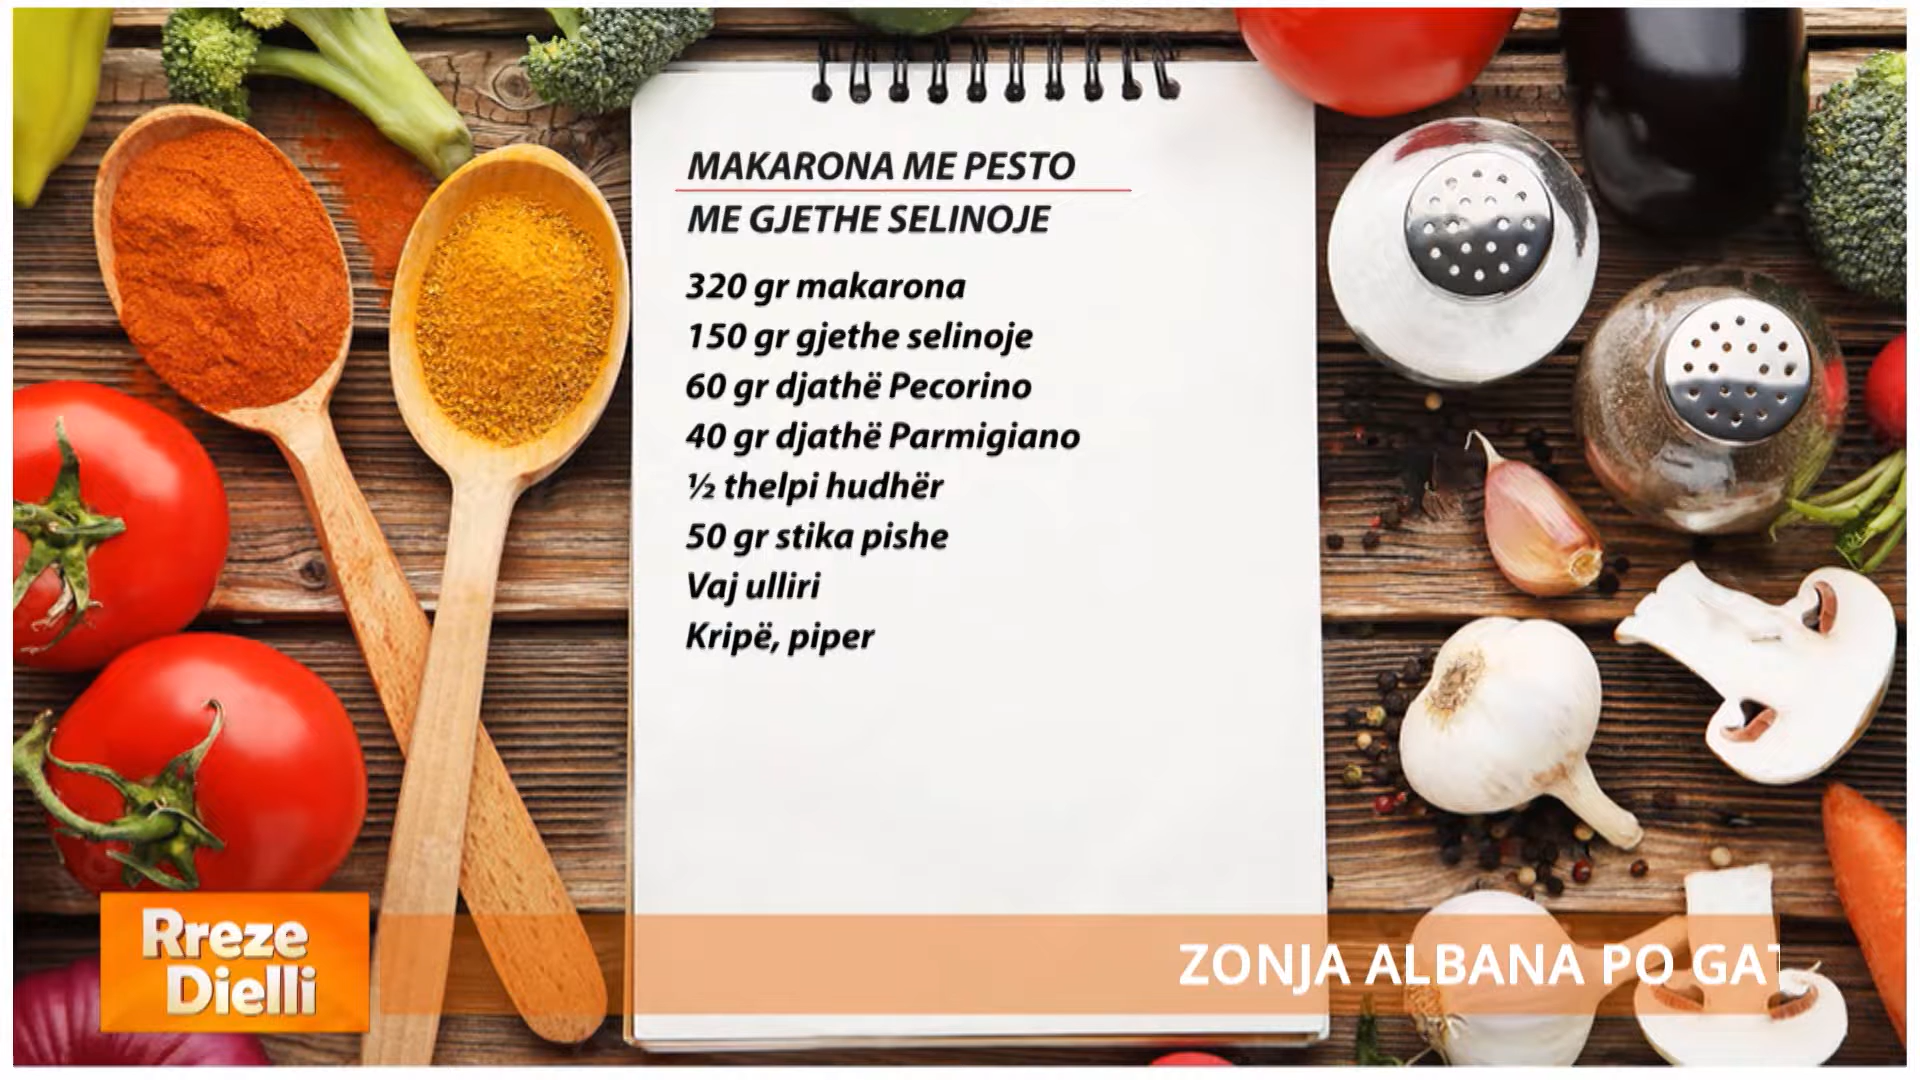 MAKARONA ME PESTO
ME GJETHE SELINOJE
320 gr makarona
150 gr gjethe selinoje
60 gr djathë Pecorino
40 gr djathë Parmigiano
½ thelpi hudhër
50 gr stika pishe
Vaj ulliri
Kripë, piper
Rreze
Dielli
ZONJA ALBANA PO